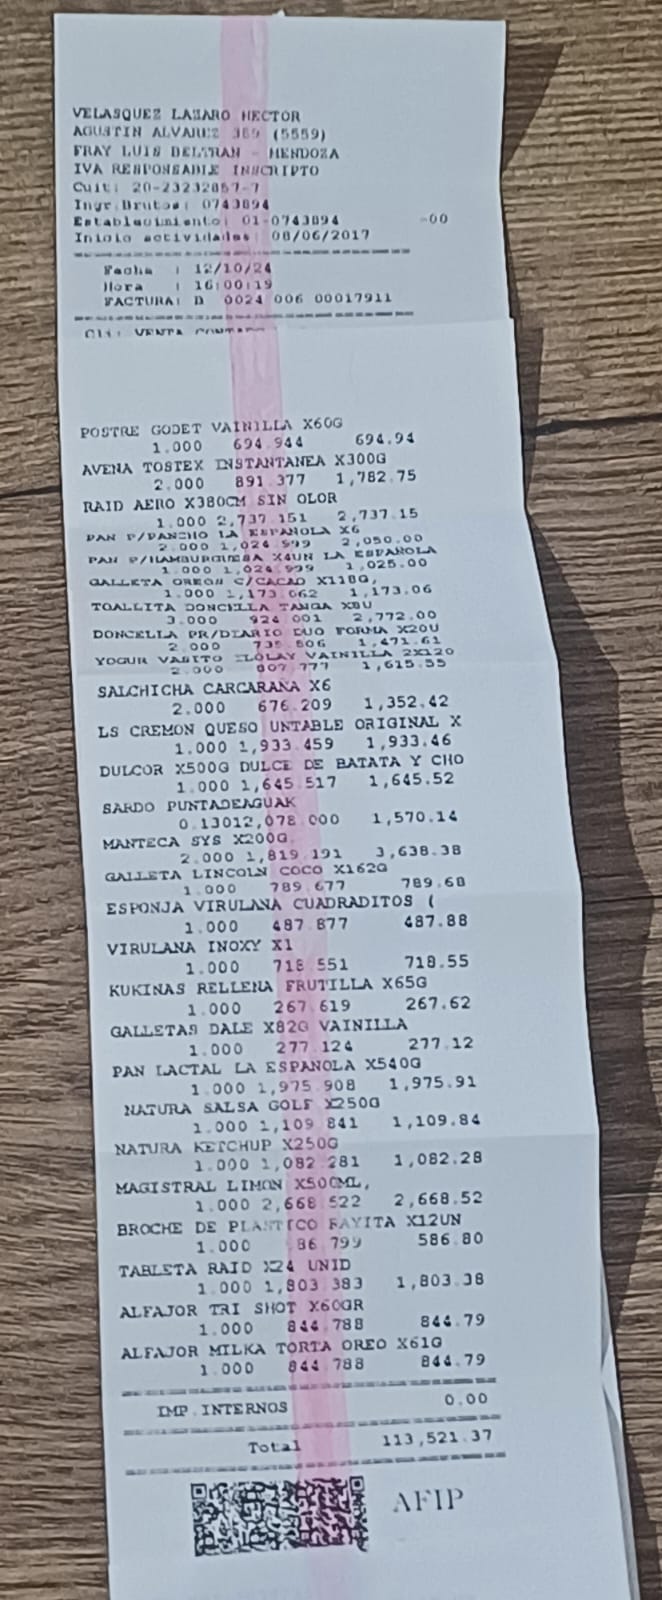 VELASQUEZ LAZARO HECTOR
AGUSTIN ALVAREZ 389 (5559)
FRAY LUIS BELTRAN - MENDOZA
IVA RESPONSABLE INSCRIPTO
Cuit: 20-23232857-7
Ingr.Brutos: 0743894
Establecimiento: 01-0743894 -00
Inicio actividades: 08/06/2017
Fecha : 12/10/24
Hora : 16:00:19
FACTURA: B 0024 006 00017911
Cli: VENTA CONTADO
POSTRE GODET VAINILLA X60G
1.000 694.944 694.94
AVENA TOSTEX INSTANTANEA X300G
2.000 891.377 1,782.75
RAID AERO X380CM SIN OLOR
1.000 2,737.151 2,737.15
PAN P/PANCHO LA ESPAÑOLA X6
2.000 1,024.999 2,050.00
PAN P/HAMBURGUESA X4UN LA ESPAÑOLA
1.000 1,024.999 1,025.00
GALLETA OREON C/CACAO X118G,
1.000 1,173.062 1,173.06
TOALLITA DONCELLA TANGA X8U
3.000 924.001 2,772.00
DONCELLA PR/DIARIO DUO FORMA X20U
2.000 735.806 1,471.61
YOGUR VASITO ILOLAY VAINILLA 2X120
2.000 807.777 1,615.55
SALCHICHA CARCARAÑA X6
2.000 676.209 1,352.42
LS CREMON QUESO UNTABLE ORIGINAL X
1.000 1,933.459 1,933.46
DULCOR X500G DULCE DE BATATA Y CHO
1.000 1,645.517 1,645.52
SARDO PUNTADEAGUAK
0.13012,078.000 1,570.14
MANTECA SYS X200G
2.000 1,819.191 3,638.38
GALLETA LINCOLN COCO X162G
1.000 789.677 789.68
ESPONJA VIRULANA CUADRADITOS (
1.000 487.877 487.88
VIRULANA INOXY X1
1.000 718.551 718.55
KUKINAS RELLENA FRUTILLA X65G
1.000 267.619 267.62
GALLETAS DALE X82G VAINILLA
1.000 277.124 277.12
PAN LACTAL LA ESPAÑOLA X540G
1.000 1,975.908 1,975.91
NATURA SALSA GOLF X250G
1.000 1,109.841 1,109.84
NATURA KETCHUP X250G
1.000 1,082.281 1,082.28
MAGISTRAL LIMON X500ML,
1.000 2,668.522 2,668.52
BROCHE DE PLASTICO RAYITA X12UN
1.000 86.799 586.80
TABLETA RAID X24 UNID
1.000 1,803.383 1,803.38
ALFAJOR TRI SHOT X60GR
1.000 844.788 844.79
ALFAJOR MILKA TORTA OREO X61G
1.000 844.788 844.79
IMP.INTERNOS 0.00
Total 113,521.37
AFIP